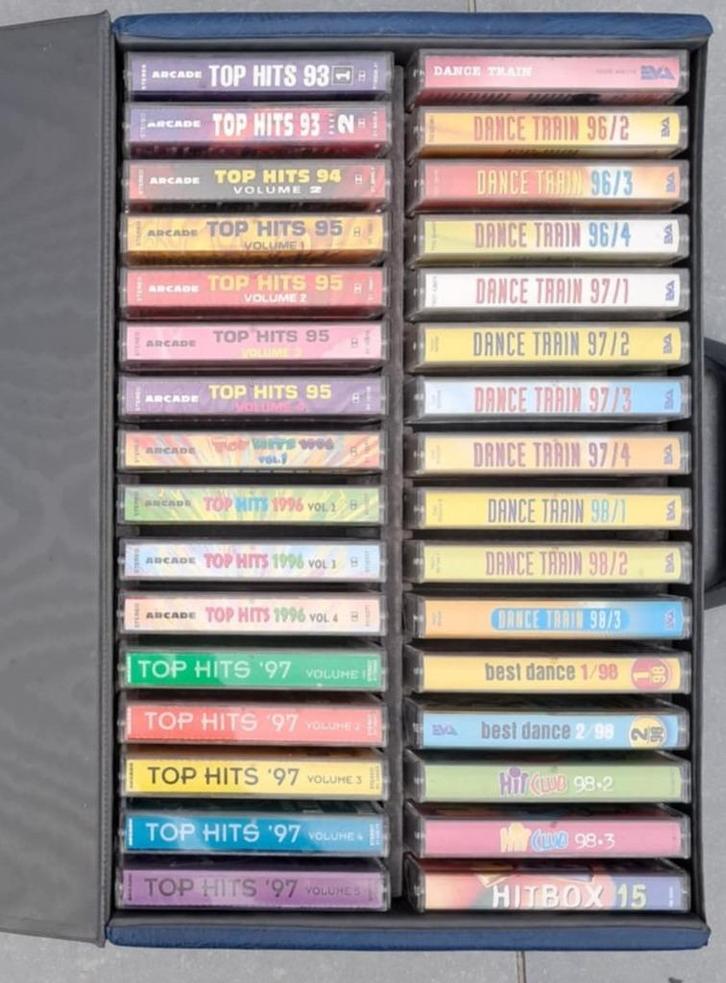 ARCADE TOP HITS 93 1
ARCADE TOP HITS 93 2
ARCADE TOP HITS 94
VOLUME 2
ARCADE TOP HITS 95
VOLUME 1
ARCADE TOP HITS 95
VOLUME 2
ARCADE TOP HITS 95
VOLUME 3
ARCADE TOP HITS 95
VOLUME
ARCADE TOP HITS 1996
VOL.1
ARCADE TOP HITS 1996 VOL 2
ARCADE TOP HITS 1996 VOL 3
ARCADE TOP HITS 1996 VOL 4
TOP HITS '97 VOLUME 1
TOP HITS '97 VOLUME 2
TOP HITS '97 VOLUME 3
TOP HITS '97 VOLUME 4
TOP HITS '97 VOLUME 5
DANCE TRAIN EVA
DANCE TRAIN 96/2 EVA
DANCE TRAIN 96/3 EVA
DANCE TRAIN 96/4 EVA
DANCE TRAIN 97/1 EVA
DANCE TRAIN 97/2 EVA
DANCE TRAIN 97/3 EVA
DANCE TRAIN 97/4 EVA
DANCE TRAIN 98/1 EVA
DANCE TRAIN 98/2 EVA
DANCE TRAIN 98/3 EVA
best dance 1/98 1 98
EVA best dance 2/98 2 98
HIT CLUB 98•2
HIT CLUB 98•3
HITBOX 15